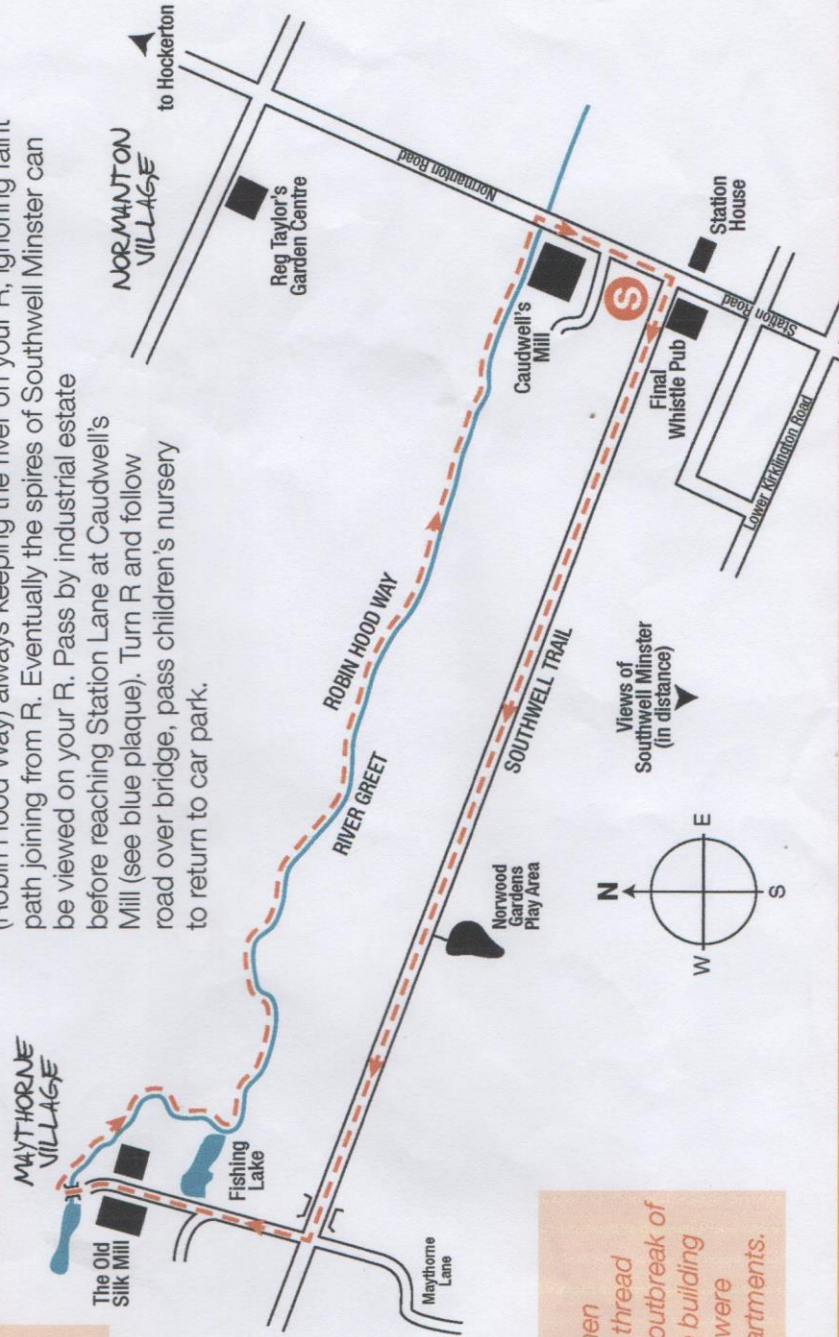 (Robin Hood Way) always keeping the river on your R, ignoring faint
path joining from R. Eventually the spires of Southwell Minster can
be viewed on your R. Pass by industrial estate
before reaching Station Lane at Caudwell's
Mill (see blue plaque). Turn R and follow
road over bridge, pass children's nursery
to return to car park.
MAYTHORNE
VILLAGE
The Old
Silk Mill
Fishing
Lake
Maythorne
Lane
NORMANTON
VILLAGE
to Hockerton
Reg Taylor's
Garden Centre
Normanton Road
ROBIN HOOD WAY
RIVER GREET
Caudwell's
Mill
S
Station
House
Final
Whistle Pub
Station Road
Lower Kirklington Road
SOUTHWELL TRAIL
Norwood
Gardens
Play Area
Views of
Southwell Minster
(in distance)
N
W
E
S
thread
outbreak of
building
were